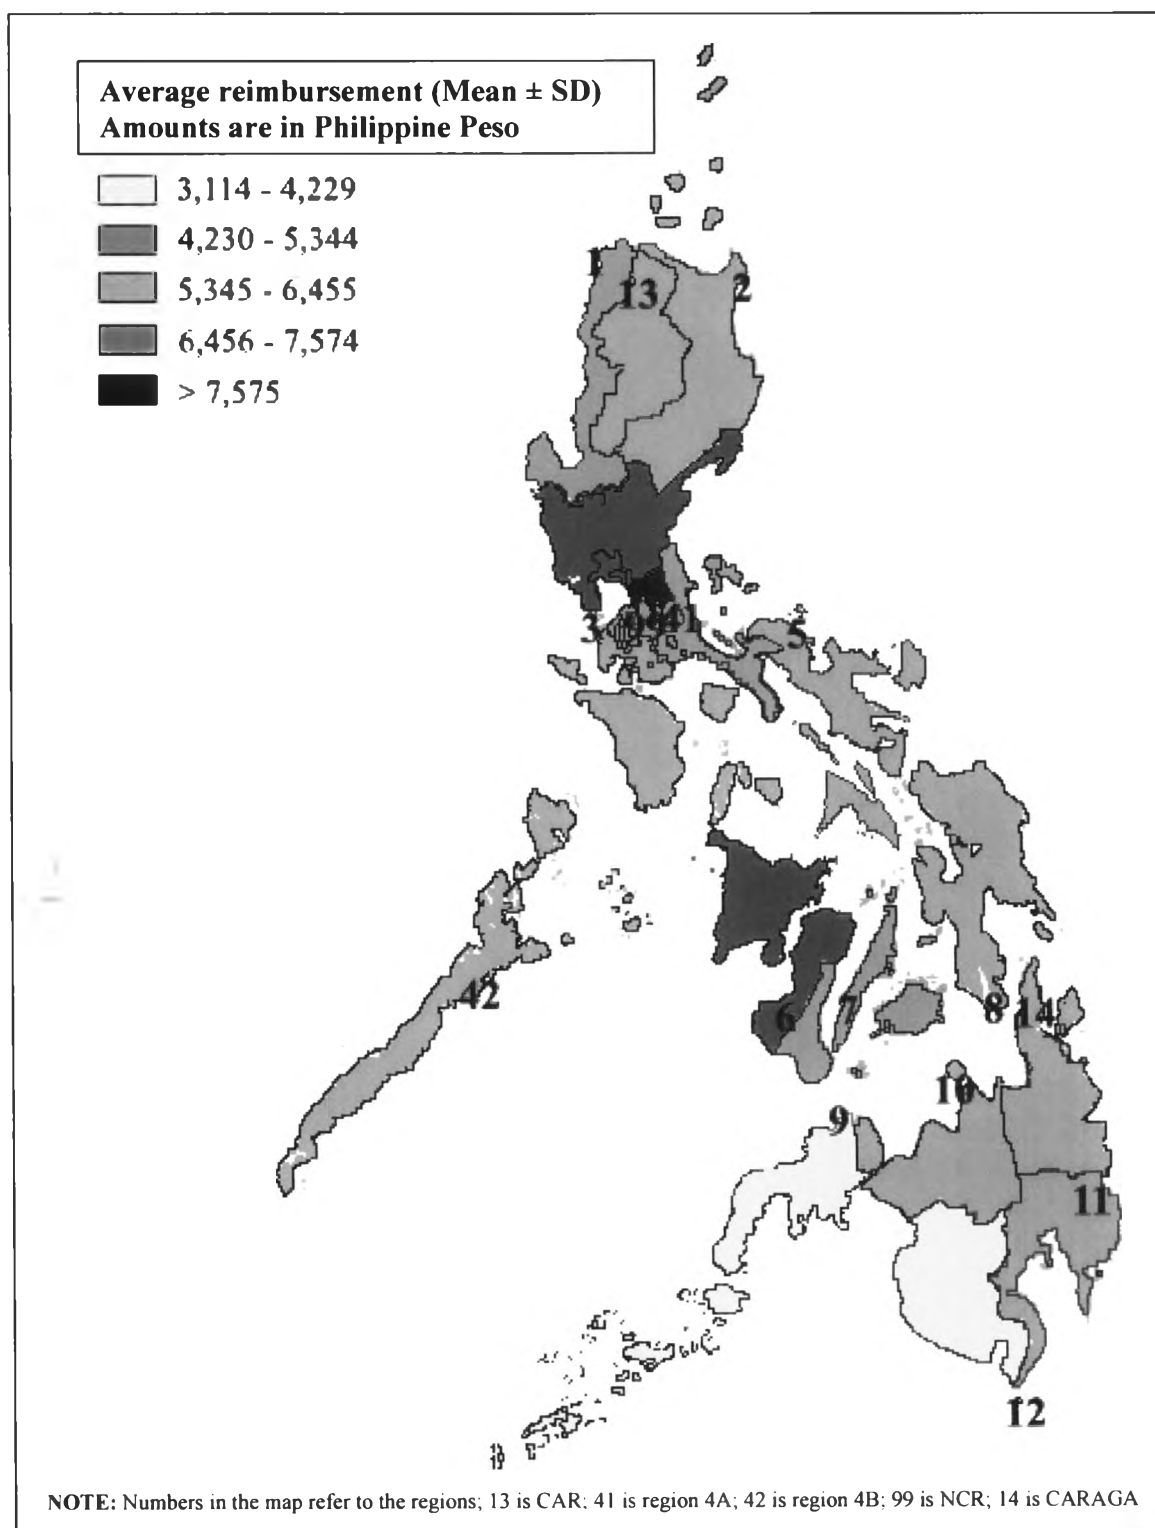 Average reimbursement (Mean ± SD)
Amounts are in Philippine Peso
3,114 - 4,229
4,230 - 5,344
5,345 - 6,455
6,456 - 7,574
> 7,575
1
13
2
3
99
41
5
42
6
7
8
14
10
9
11
12
NOTE: Numbers in the map refer to the regions; 13 is CAR; 41 is region 4A; 42 is region 4B; 99 is NCR; 14 is CARAGA